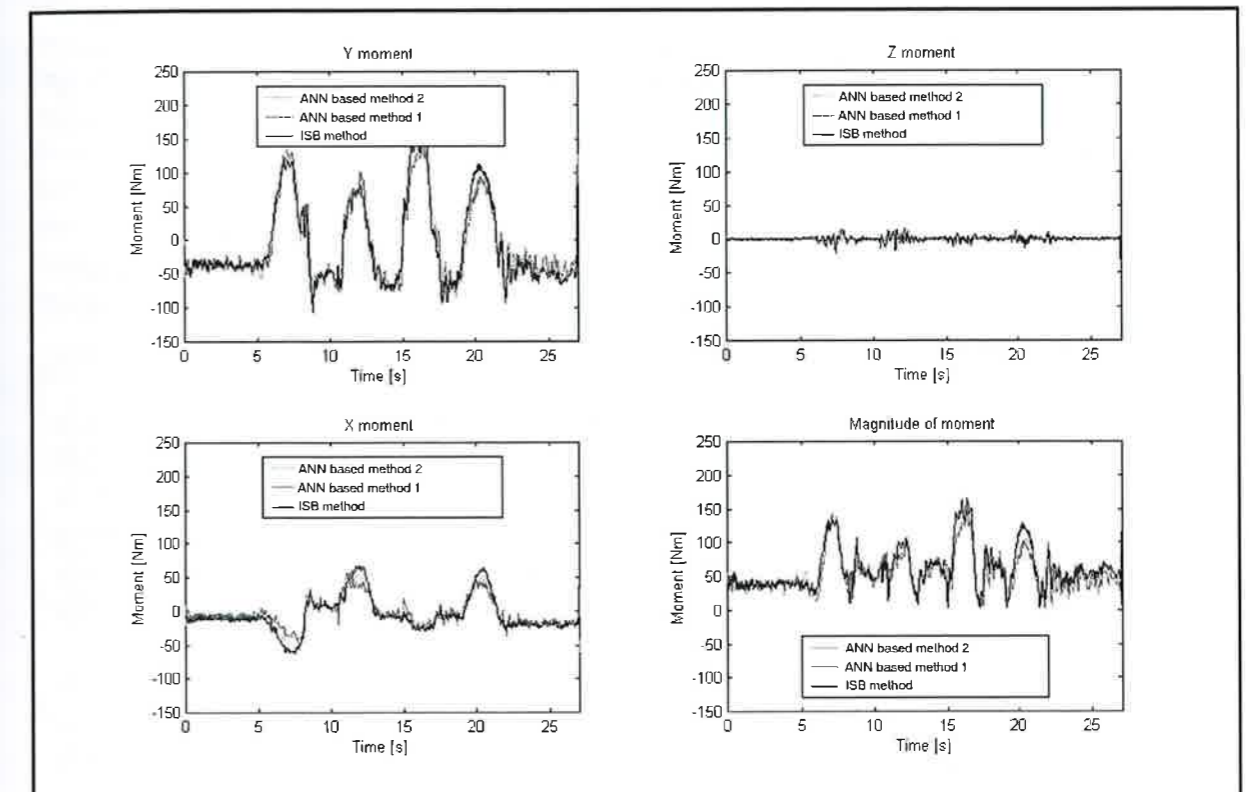 Y moment
250
200
150
100
50
0
-50
-100
-150
Moment [Nm]
ANN based method 2
ANN based method 1
ISB method
0 5 10 15 20 25
Time [s]
Z moment
250
200
150
100
50
0
-50
-100
-150
Moment [Nm]
ANN based method 2
ANN based method 1
ISB method
0 5 10 15 20 25
Time [s]
X moment
250
200
150
100
50
0
-50
-100
-150
Moment [Nm]
ANN based method 2
ANN based method 1
ISB method
0 5 10 15 20 25
Time [s]
Magnitude of moment
250
200
150
100
50
0
-50
-100
-150
Moment [Nm]
ANN based method 2
ANN based method 1
ISB method
0 5 10 15 20 25
Time [s]